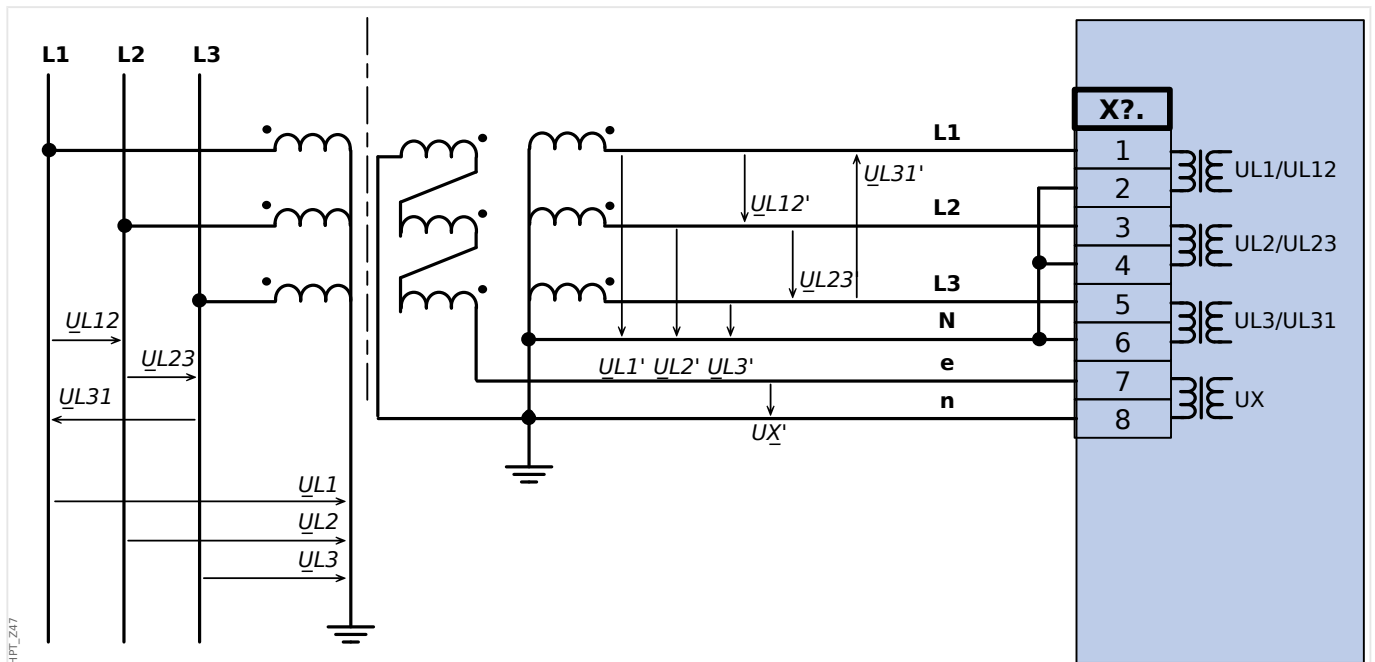 L1 L2 L3
X?.
L1
1
UL1/UL12
UL31'
2
UL12'
L2
3
UL2/UL23
4
UL23'
L3
5
UL3/UL31
N
6
UL12
UL23
UL1' UL2' UL3'
e
7
UL31
n
8
UX
UX'
UL1
UL2
UL3
HPT_Z47